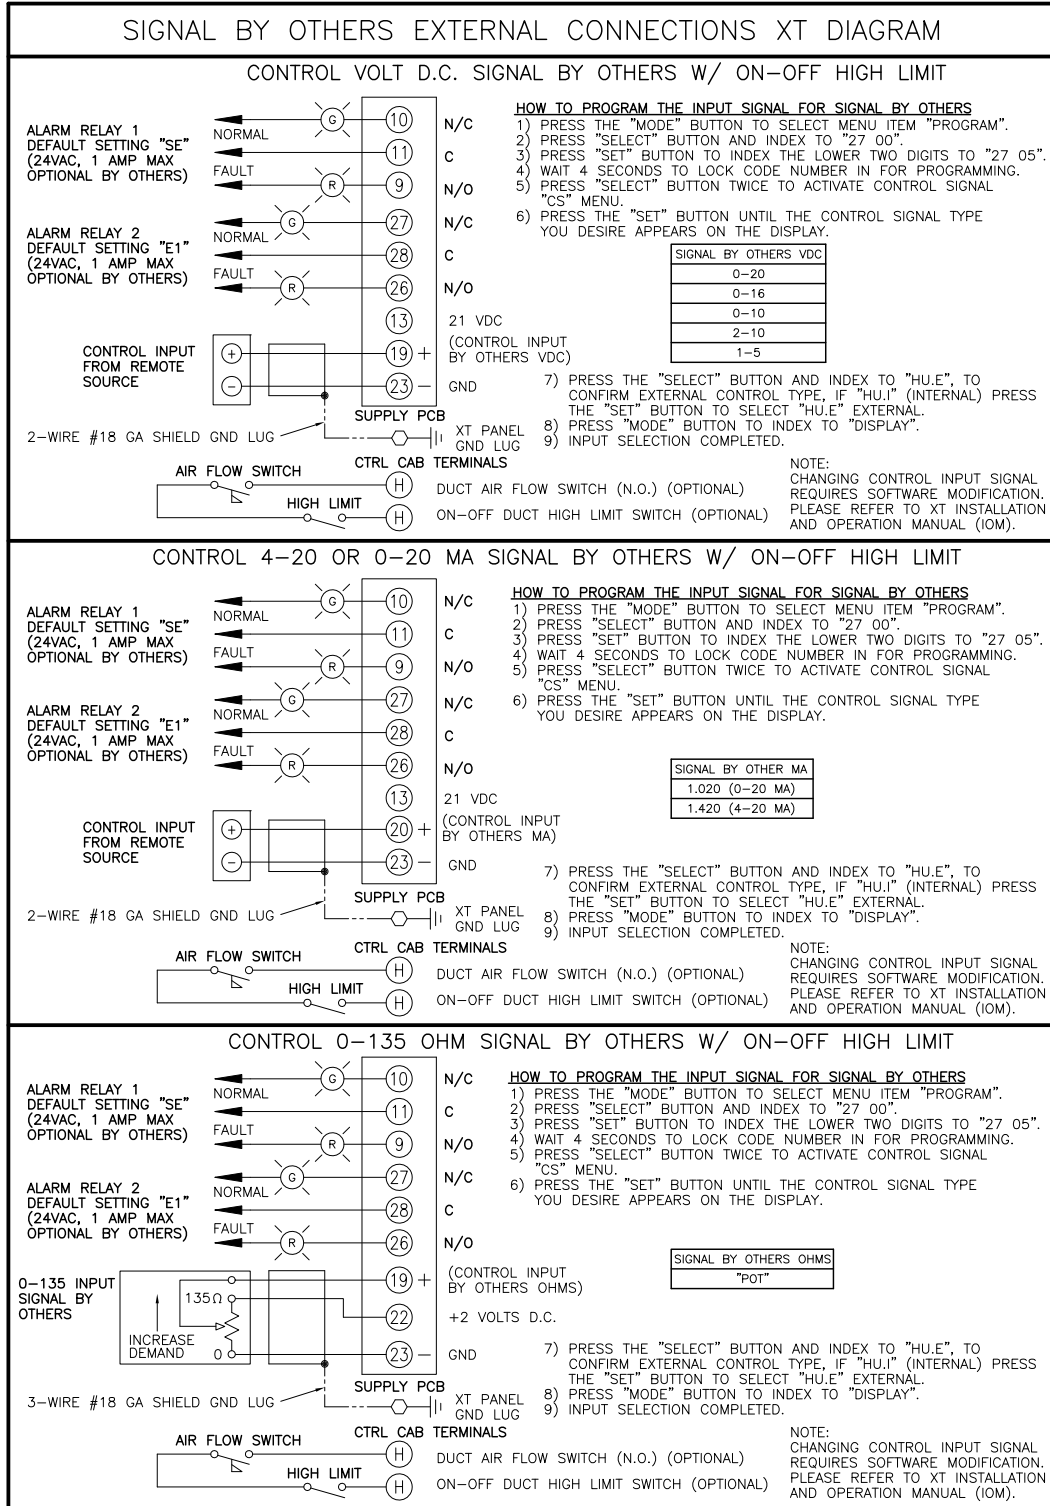 SIGNAL BY OTHERS EXTERNAL CONNECTIONS XT DIAGRAM
CONTROL VOLT D.C. SIGNAL BY OTHERS W/ ON-OFF HIGH LIMIT
ALARM RELAY 1
DEFAULT SETTING "SE"
(24VAC, 1 AMP MAX
OPTIONAL BY OTHERS)
NORMAL
FAULT
G
R
10
11
9
N/C
C
N/O
ALARM RELAY 2
DEFAULT SETTING "E1"
(24VAC, 1 AMP MAX
OPTIONAL BY OTHERS)
NORMAL
FAULT
G
R
27
28
26
N/C
C
N/O
13
21 VDC
CONTROL INPUT
FROM REMOTE
SOURCE
+
-
19 +
(CONTROL INPUT
BY OTHERS VDC)
23 -
GND
SUPPLY PCB
2-WIRE #18 GA SHIELD GND LUG
XT PANEL
GND LUG
CTRL CAB TERMINALS
AIR FLOW SWITCH
H
DUCT AIR FLOW SWITCH (N.O.) (OPTIONAL)
HIGH LIMIT
H
ON-OFF DUCT HIGH LIMIT SWITCH (OPTIONAL)
HOW TO PROGRAM THE INPUT SIGNAL FOR SIGNAL BY OTHERS
1) PRESS THE "MODE" BUTTON TO SELECT MENU ITEM "PROGRAM".
2) PRESS "SELECT" BUTTON AND INDEX TO "27 00".
3) PRESS "SET" BUTTON TO INDEX THE LOWER TWO DIGITS TO "27 05".
4) WAIT 4 SECONDS TO LOCK CODE NUMBER IN FOR PROGRAMMING.
5) PRESS "SELECT" BUTTON TWICE TO ACTIVATE CONTROL SIGNAL
"CS" MENU.
6) PRESS THE "SET" BUTTON UNTIL THE CONTROL SIGNAL TYPE
YOU DESIRE APPEARS ON THE DISPLAY.
SIGNAL BY OTHERS VDC
0-20
0-16
0-10
2-10
1-5
7) PRESS THE "SELECT" BUTTON AND INDEX TO "HU.E", TO
CONFIRM EXTERNAL CONTROL TYPE, IF "HU.I" (INTERNAL) PRESS
THE "SET" BUTTON TO SELECT "HU.E" EXTERNAL.
8) PRESS "MODE" BUTTON TO INDEX TO "DISPLAY".
9) INPUT SELECTION COMPLETED.
NOTE:
CHANGING CONTROL INPUT SIGNAL
REQUIRES SOFTWARE MODIFICATION.
PLEASE REFER TO XT INSTALLATION
AND OPERATION MANUAL (IOM).
CONTROL 4-20 OR 0-20 MA SIGNAL BY OTHERS W/ ON-OFF HIGH LIMIT
ALARM RELAY 1
DEFAULT SETTING "SE"
(24VAC, 1 AMP MAX
OPTIONAL BY OTHERS)
NORMAL
FAULT
G
R
10
11
9
N/C
C
N/O
ALARM RELAY 2
DEFAULT SETTING "E1"
(24VAC, 1 AMP MAX
OPTIONAL BY OTHERS)
NORMAL
FAULT
G
R
27
28
26
N/C
C
N/O
13
21 VDC
CONTROL INPUT
FROM REMOTE
SOURCE
+
-
20 +
(CONTROL INPUT
BY OTHERS MA)
23 -
GND
SUPPLY PCB
2-WIRE #18 GA SHIELD GND LUG
XT PANEL
GND LUG
CTRL CAB TERMINALS
AIR FLOW SWITCH
H
DUCT AIR FLOW SWITCH (N.O.) (OPTIONAL)
HIGH LIMIT
H
ON-OFF DUCT HIGH LIMIT SWITCH (OPTIONAL)
HOW TO PROGRAM THE INPUT SIGNAL FOR SIGNAL BY OTHERS
1) PRESS THE "MODE" BUTTON TO SELECT MENU ITEM "PROGRAM".
2) PRESS "SELECT" BUTTON AND INDEX TO "27 00".
3) PRESS "SET" BUTTON TO INDEX THE LOWER TWO DIGITS TO "27 05".
4) WAIT 4 SECONDS TO LOCK CODE NUMBER IN FOR PROGRAMMING.
5) PRESS "SELECT" BUTTON TWICE TO ACTIVATE CONTROL SIGNAL
"CS" MENU.
6) PRESS THE "SET" BUTTON UNTIL THE CONTROL SIGNAL TYPE
YOU DESIRE APPEARS ON THE DISPLAY.
SIGNAL BY OTHER MA
1.020 (0-20 MA)
1.420 (4-20 MA)
7) PRESS THE "SELECT" BUTTON AND INDEX TO "HU.E", TO
CONFIRM EXTERNAL CONTROL TYPE, IF "HU.I" (INTERNAL) PRESS
THE "SET" BUTTON TO SELECT "HU.E" EXTERNAL.
8) PRESS "MODE" BUTTON TO INDEX TO "DISPLAY".
9) INPUT SELECTION COMPLETED.
NOTE:
CHANGING CONTROL INPUT SIGNAL
REQUIRES SOFTWARE MODIFICATION.
PLEASE REFER TO XT INSTALLATION
AND OPERATION MANUAL (IOM).
CONTROL 0-135 OHM SIGNAL BY OTHERS W/ ON-OFF HIGH LIMIT
ALARM RELAY 1
DEFAULT SETTING "SE"
(24VAC, 1 AMP MAX
OPTIONAL BY OTHERS)
NORMAL
FAULT
G
R
10
11
9
N/C
C
N/O
ALARM RELAY 2
DEFAULT SETTING "E1"
(24VAC, 1 AMP MAX
OPTIONAL BY OTHERS)
NORMAL
FAULT
G
R
27
28
26
N/C
C
N/O
0-135 INPUT
SIGNAL BY
OTHERS
135Ω
INCREASE
DEMAND
0
19 +
(CONTROL INPUT
BY OTHERS OHMS)
22
+2 VOLTS D.C.
23 -
GND
SUPPLY PCB
3-WIRE #18 GA SHIELD GND LUG
XT PANEL
GND LUG
CTRL CAB TERMINALS
AIR FLOW SWITCH
H
DUCT AIR FLOW SWITCH (N.O.) (OPTIONAL)
HIGH LIMIT
H
ON-OFF DUCT HIGH LIMIT SWITCH (OPTIONAL)
HOW TO PROGRAM THE INPUT SIGNAL FOR SIGNAL BY OTHERS
1) PRESS THE "MODE" BUTTON TO SELECT MENU ITEM "PROGRAM".
2) PRESS "SELECT" BUTTON AND INDEX TO "27 00".
3) PRESS "SET" BUTTON TO INDEX THE LOWER TWO DIGITS TO "27 05".
4) WAIT 4 SECONDS TO LOCK CODE NUMBER IN FOR PROGRAMMING.
5) PRESS "SELECT" BUTTON TWICE TO ACTIVATE CONTROL SIGNAL
"CS" MENU.
6) PRESS THE "SET" BUTTON UNTIL THE CONTROL SIGNAL TYPE
YOU DESIRE APPEARS ON THE DISPLAY.
SIGNAL BY OTHERS OHMS
"POT"
7) PRESS THE "SELECT" BUTTON AND INDEX TO "HU.E", TO
CONFIRM EXTERNAL CONTROL TYPE, IF "HU.I" (INTERNAL) PRESS
THE "SET" BUTTON TO SELECT "HU.E" EXTERNAL.
8) PRESS "MODE" BUTTON TO INDEX TO "DISPLAY".
9) INPUT SELECTION COMPLETED.
NOTE:
CHANGING CONTROL INPUT SIGNAL
REQUIRES SOFTWARE MODIFICATION.
PLEASE REFER TO XT INSTALLATION
AND OPERATION MANUAL (IOM).